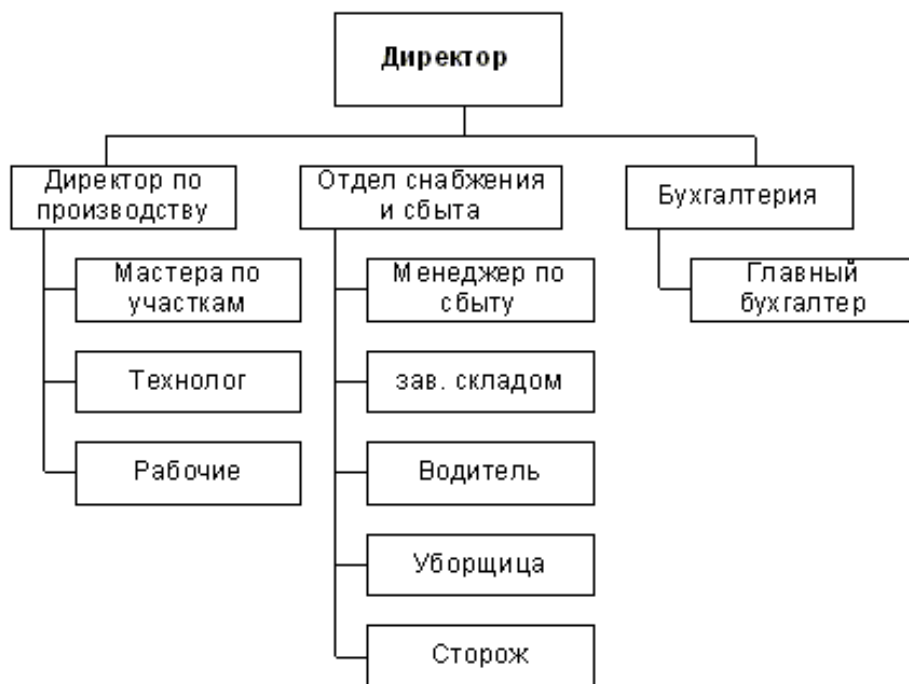 Директор
Директор по
производству
Отдел снабжения
и сбыта
Бухгалтерия
Мастера по
участкам
Менеджер по
сбыту
Главный
бухгалтер
Технолог
зав. складом
Рабочие
Водитель
Уборщица
Сторож